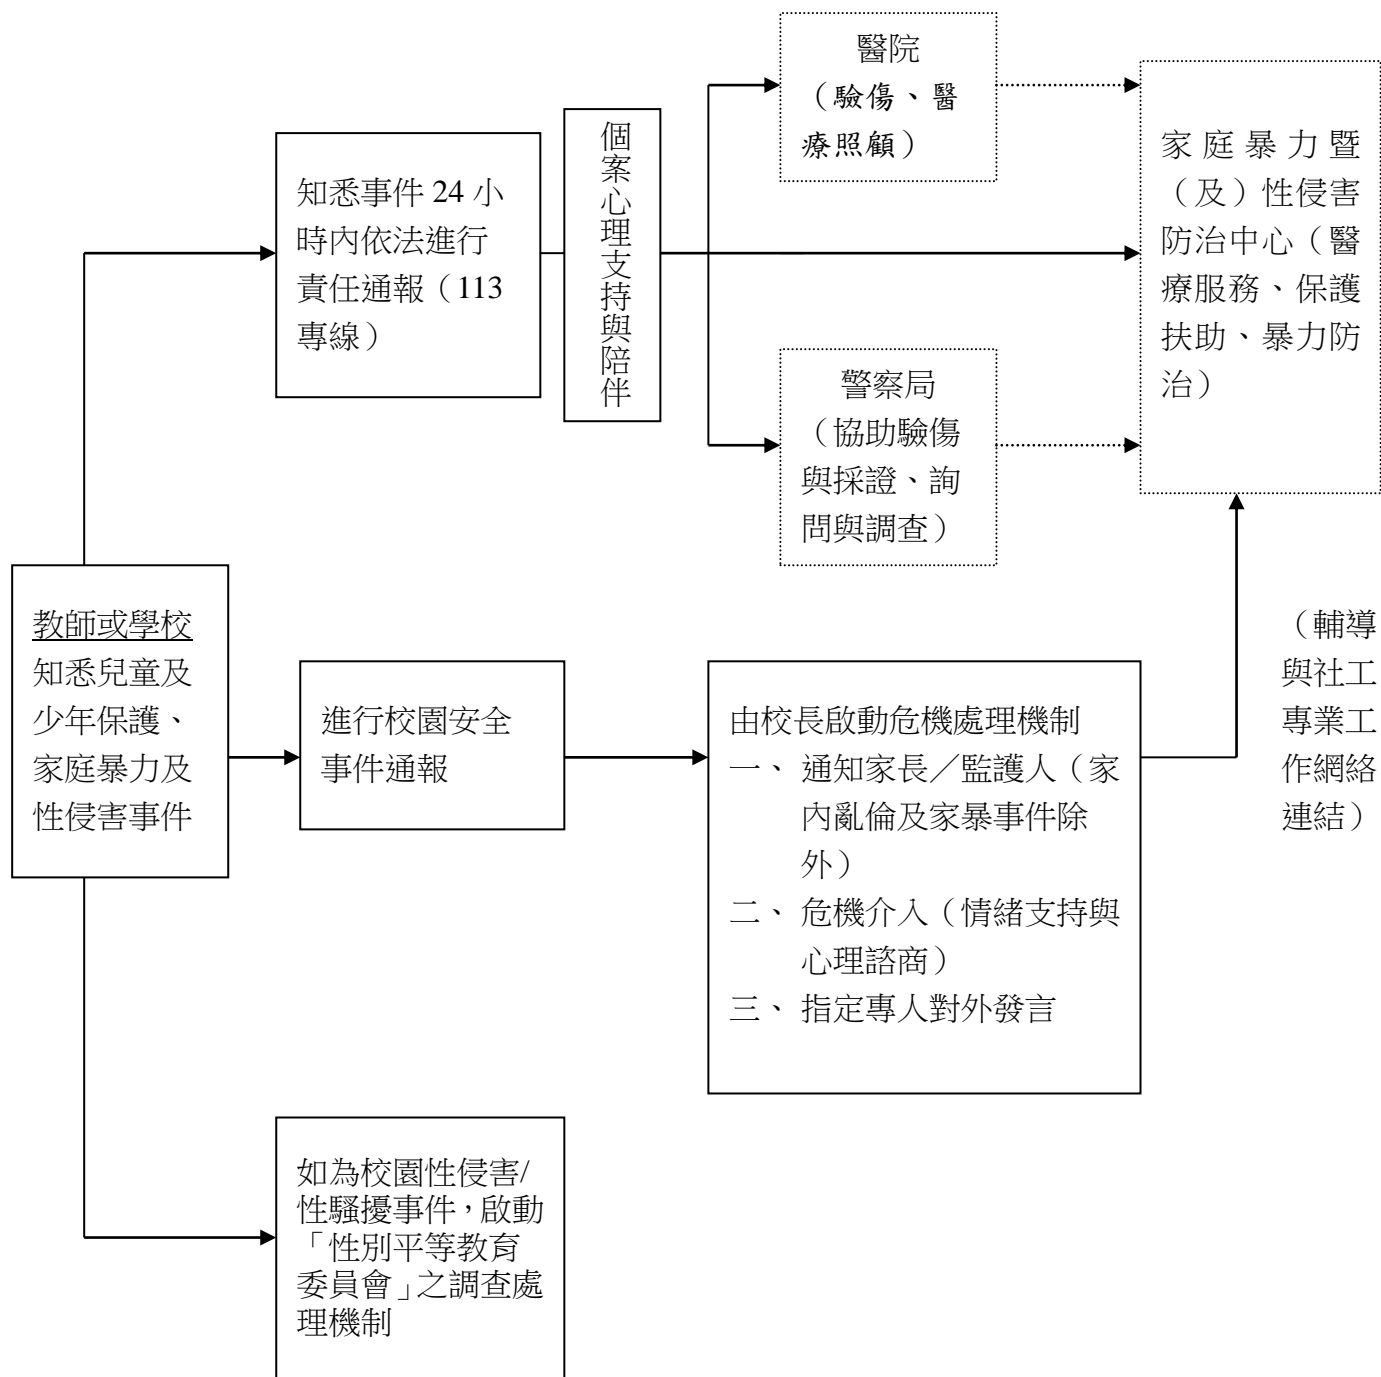 醫院
（驗傷、醫
療照顧）
家庭暴力暨
（及）性侵害
防治中心（醫
療服務、保護
扶助、暴力防
治）
個案心理支持與陪伴
知悉事件 24 小
時內依法進行
責任通報（113
專線）
警察局
（協助驗傷
與採證、詢
問與調查）
教師或學校
知悉兒童及
少年保護、
家庭暴力及
性侵害事件
進行校園安全
事件通報
由校長啟動危機處理機制
一、 通知家長／監護人（家
內亂倫及家暴事件除
外）
二、 危機介入（情緒支持與
心理諮商）
三、 指定專人對外發言
（輔導
與社工
專業工
作網絡
連結）
如為校園性侵害/
性騷擾事件，啟動
「性別平等教育
委員會」之調查處
理機制